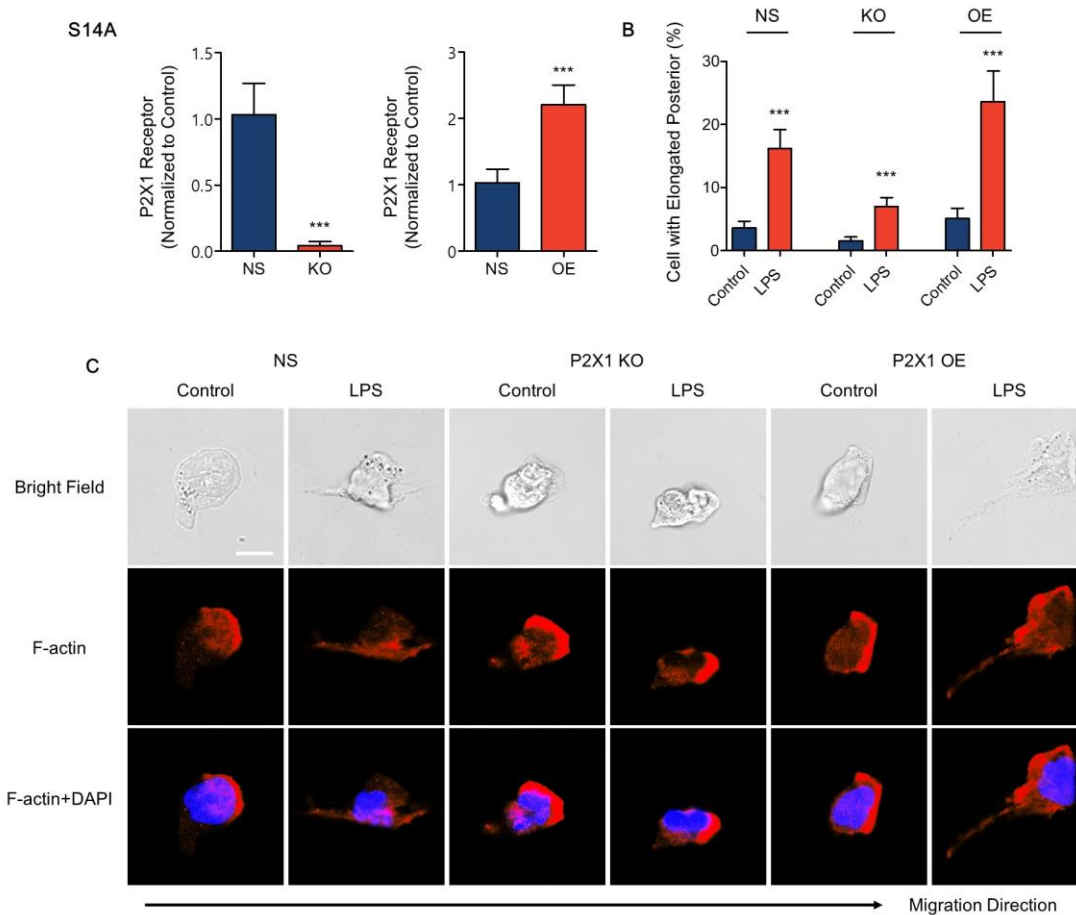 S14A
P2X1 Receptor
(Normalized to Control)
1.5
1.0
0.5
0.0
***
NS KO
P2X1 Receptor
(Normalized to Control)
3
2
1
0
***
NS OE
B
NS KO OE
Cell with Elongated Posterior (%)
30
20
10
0
***
***
***
Control LPS Control LPS Control LPS
C
NS P2X1 KO P2X1 OE
Control LPS Control LPS Control LPS
Bright Field
F-actin
F-actin+DAPI
Migration Direction